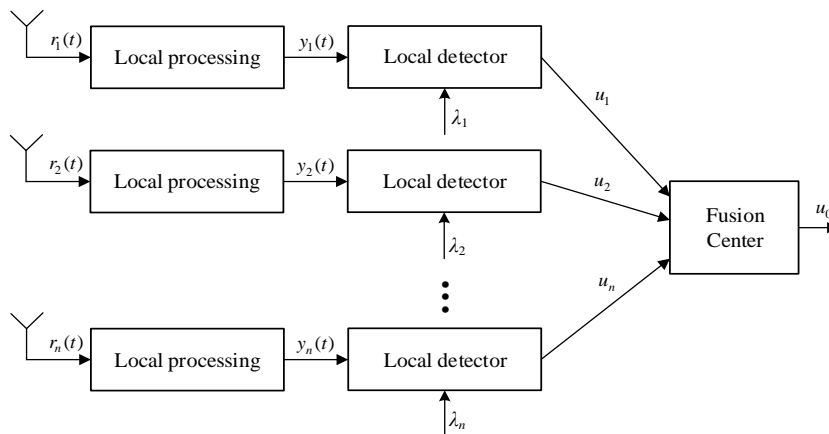 r₁(t)
Local processing
y₁(t)
Local detector
λ₁
u₁
r₂(t)
Local processing
y₂(t)
Local detector
λ₂
u₂
Fusion
Center
u₀
rₙ(t)
Local processing
yₙ(t)
Local detector
λₙ
uₙ